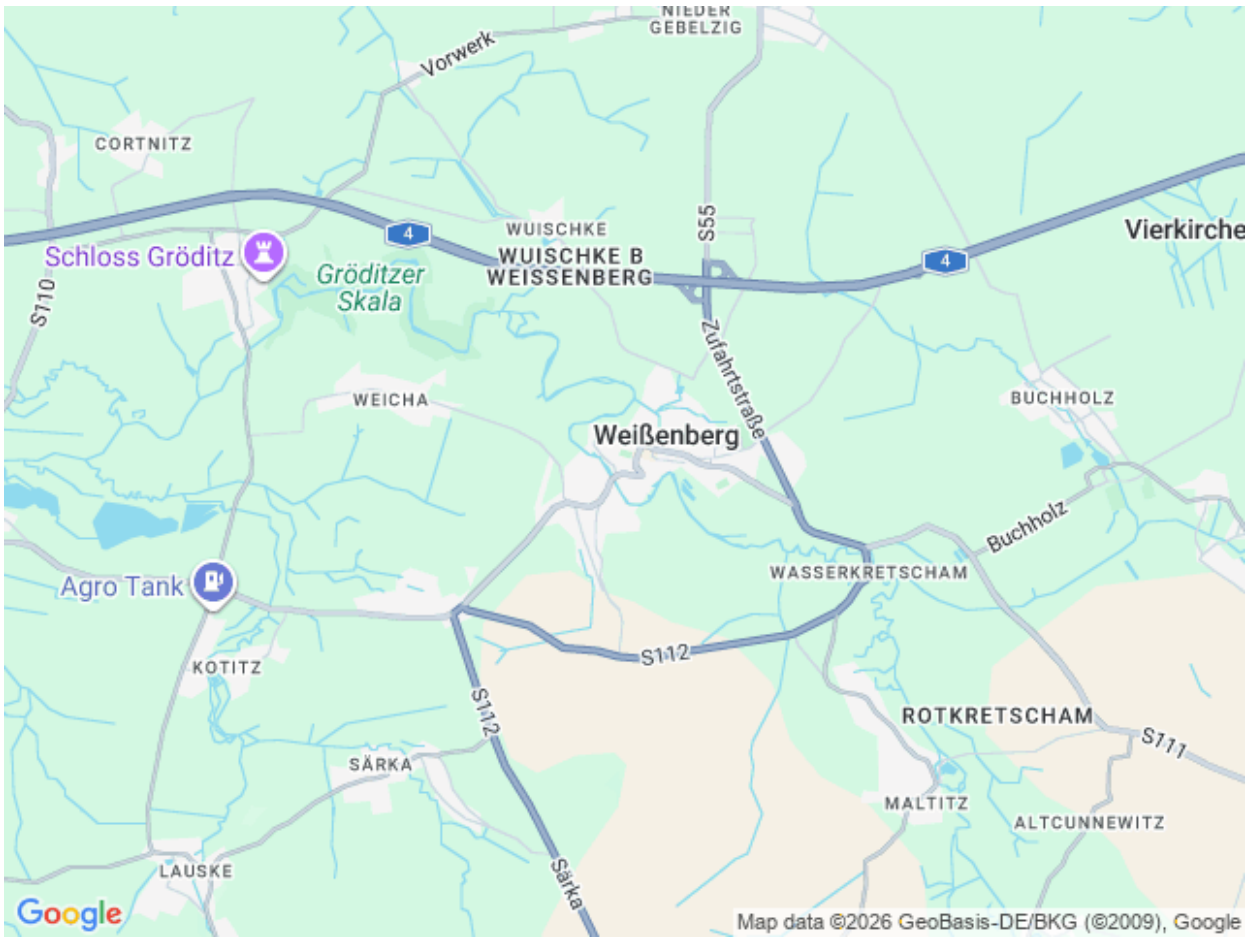 NIEDER
GEBELZIG
Vorwerk
CORTNITZ
S55
WUISCHKE
Vierkirche
4
Schloss Gröditz
WUISCHKE B
WEISSENBERG
4
Gröditzer
Skala
S110
Zufahrtstraße
WEICHA
BUCHHOLZ
Weißenberg
Buchholz
Agro Tank
WASSERKRETSCHAM
S112
KOTITZ
S112
ROTKRETSCHAM
S111
SÄRKA
MALTITZ
ALTCUNNEWITZ
LAUSKE
Särka
Google
Map data ©2026 GeoBasis-DE/BKG (©2009), Google